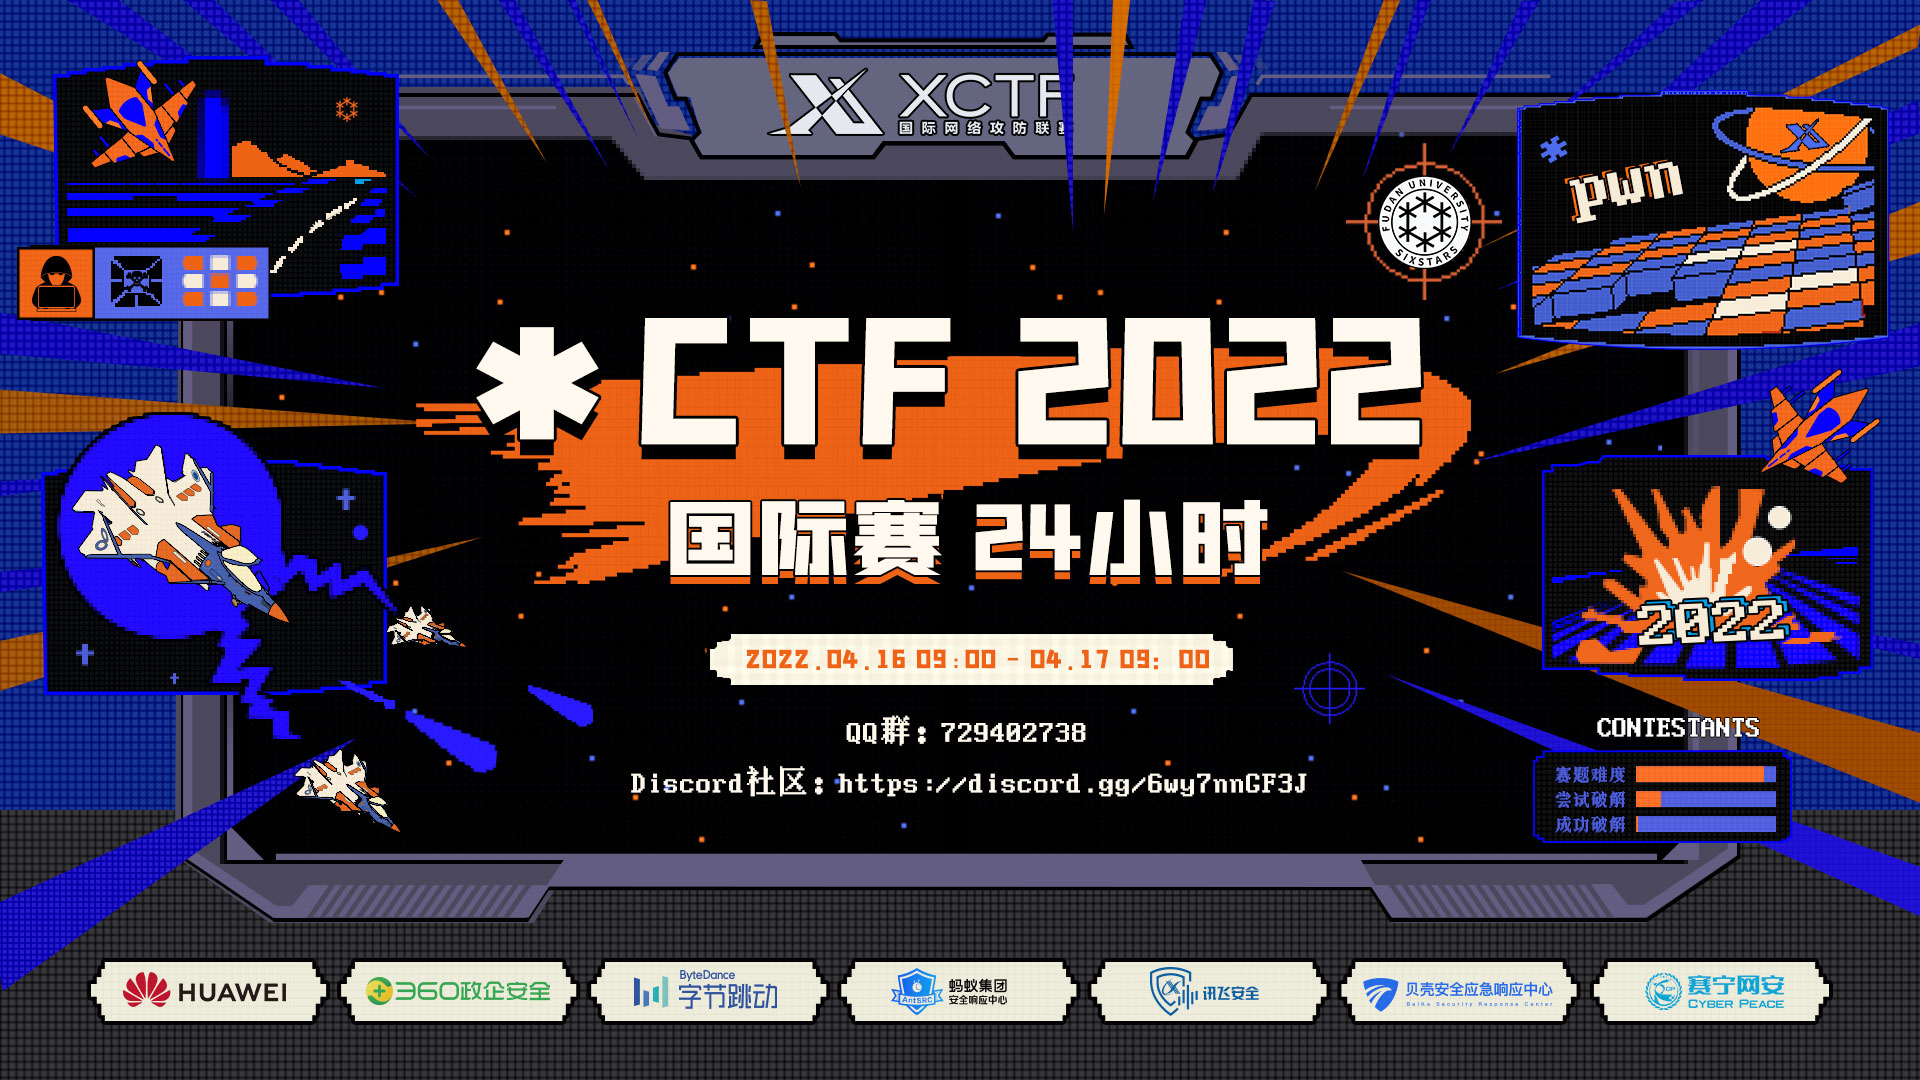 XCTF
国际网络攻防联赛
FUDAN UNIVERSITY
SIXSTARS
pwn
*CTF 2022
国际赛 24小时
2022.04.16 09:00 - 04.17 09: 00
2022
QQ群: 729402738
Discord社区: https://discord.gg/6wy7nnGF3J
CONTESTANTS
赛题难度
尝试破解
成功破解
HUAWEI
360政企安全
ByteDance
字节跳动
AntSRC
蚂蚁集团
安全响应中心
讯飞安全
贝壳安全应急响应中心
BeiKe Security Response Center
赛宁网安
CYBER PEACE